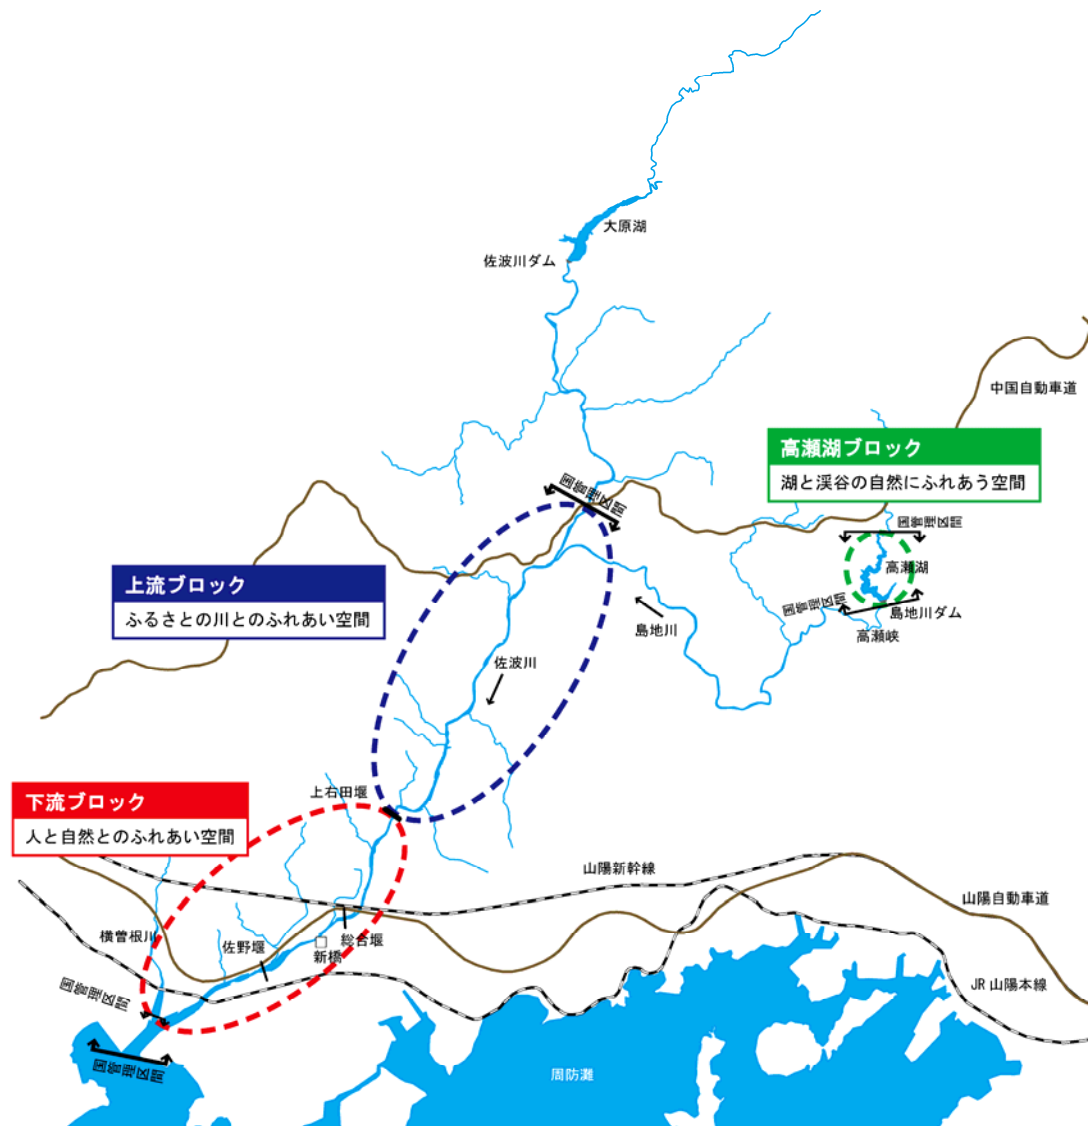 大原湖
佐波川ダム
中国自動車道
高瀬湖ブロック
湖と渓谷の自然にふれあう空間
国管理区間
国管理区間
高瀬湖
上流ブロック
ふるさとの川とのふれあい空間
国管理区間
島地川ダム
島地川
高瀬峡
佐波川
上右田堰
下流ブロック
人と自然とのふれあい空間
山陽新幹線
山陽自動車道
横曽根川
佐野堰
総合堰
新橋
国管理区間
JR 山陽本線
国管理区間
周防灘